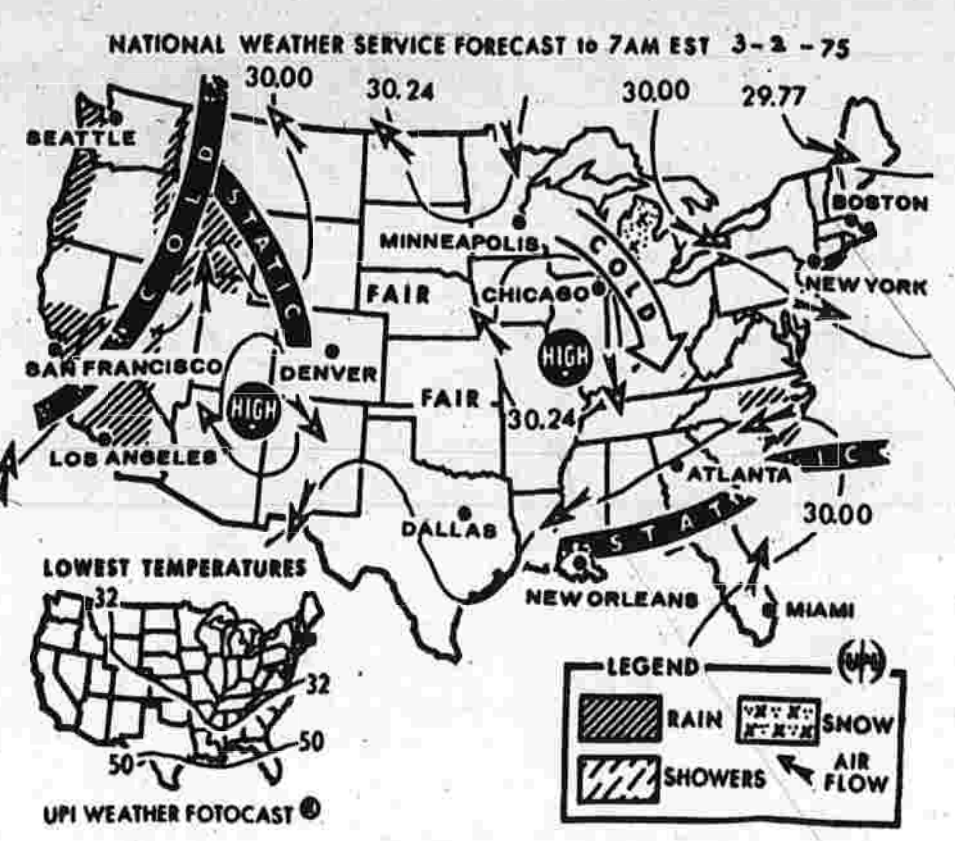 NATIONAL WEATHER SERVICE FORECAST to 7AM EST 3-2-75
30.00
30.24
30.00
29.77
SEATTLE
COLD
STATIC
BOSTON
MINNEAPOLIS
COLD
NEW YORK
FAIR
CHICAGO
SAN FRANCISCO
DENVER
HIGH
HIGH
FAIR
30.24
LOS ANGELES
ATLANTA
STATIC
30.00
DALLAS
NEW ORLEANS
MIAMI
LOWEST TEMPERATURES
32
32
50
50
UPI WEATHER FOTOCAST
LEGEND
UPI
RAIN
SNOW
SHOWERS
AIR
FLOW